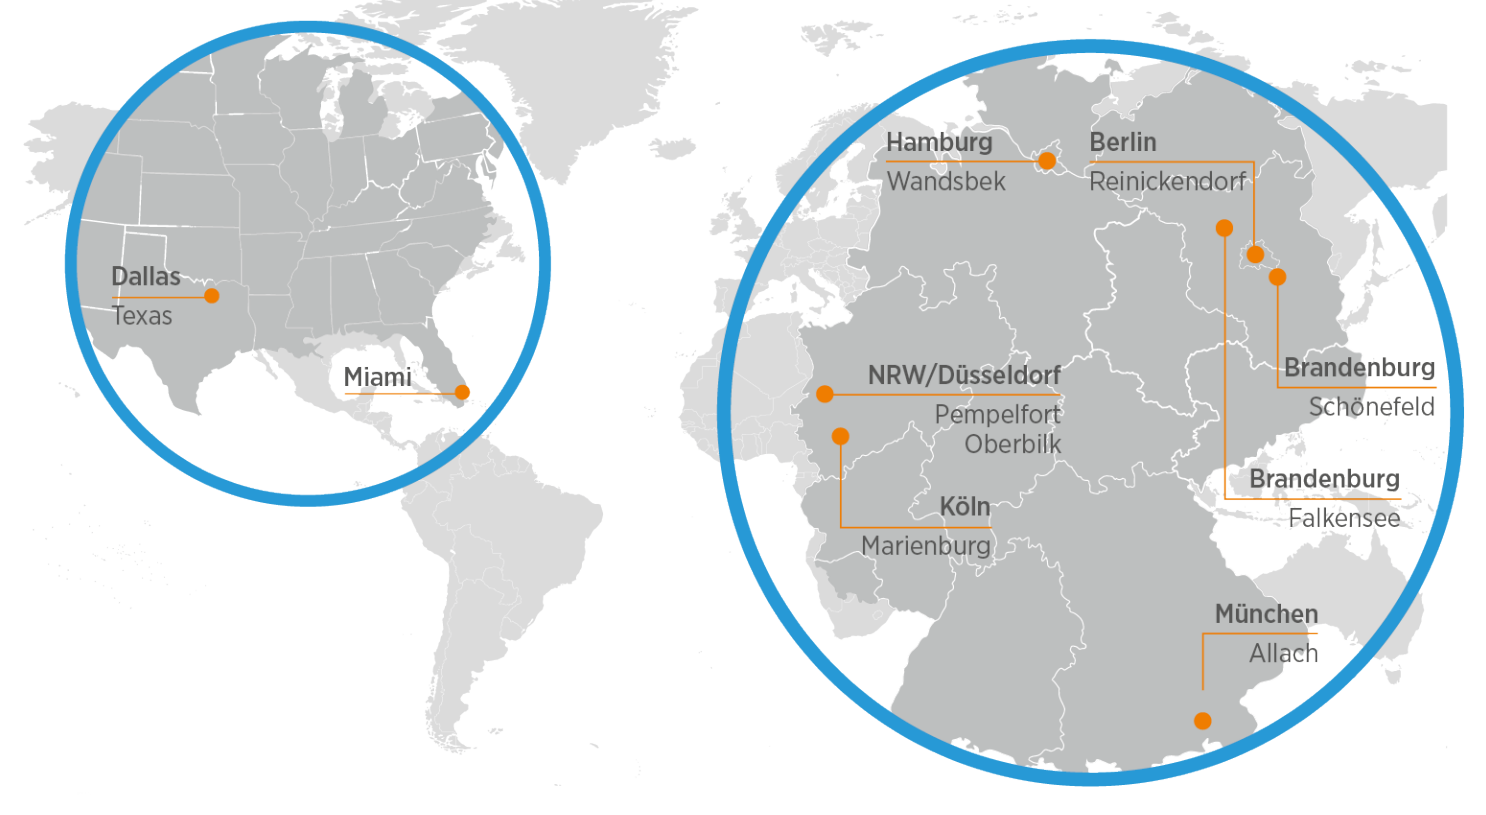 Dallas
Texas
Miami
Hamburg
Wandsbek
Berlin
Reinickendorf
NRW/Düsseldorf
Pempelfort
Oberbilk
Köln
Marienburg
Brandenburg
Schönefeld
Brandenburg
Falkensee
München
Allach